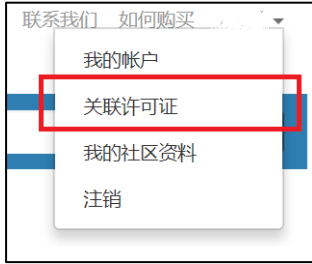 联系我们 如何购买
我的帐户
关联许可证
我的社区资料
注销